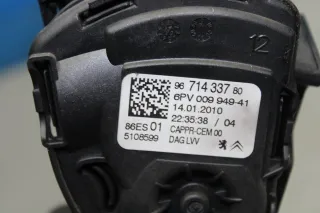 12
96 714 337 80
6PV 009 949-41
14.01.2010
22:35:38 / 04
86ES 01 CAPPR-CEM 00
5108599 DAG LVV